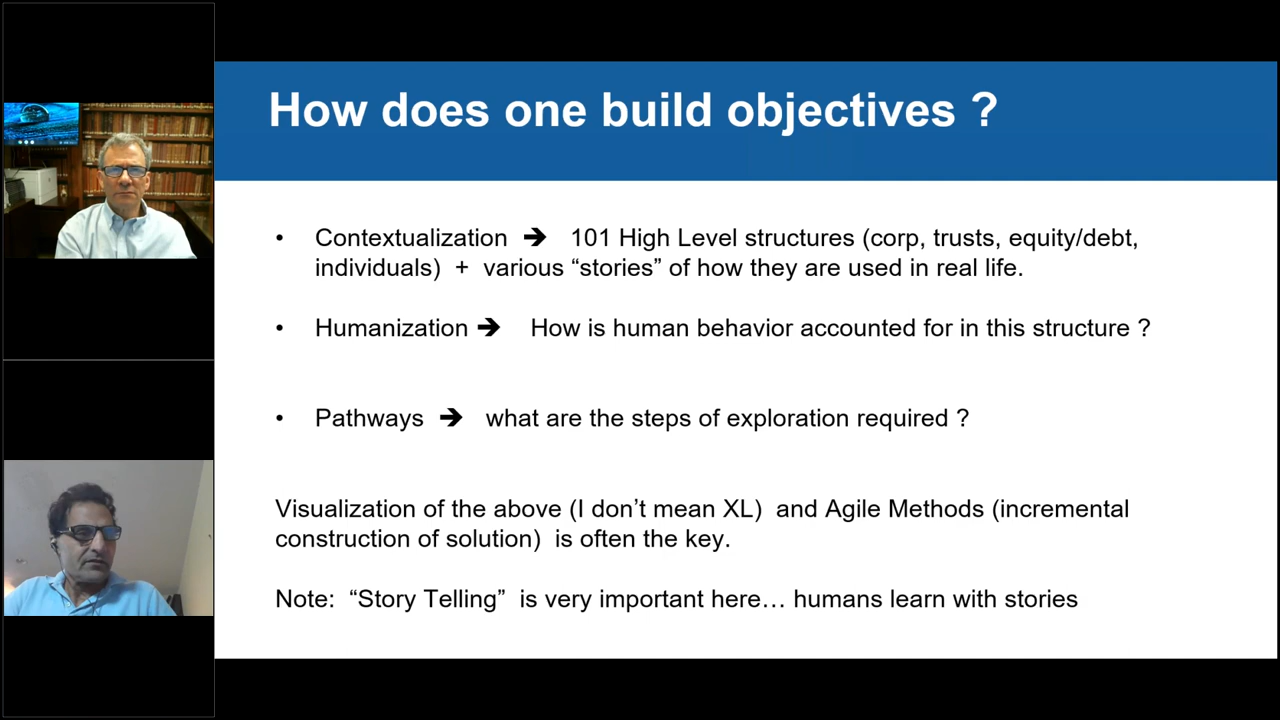 How does one build objectives ?
• Contextualization ➔ 101 High Level structures (corp, trusts, equity/debt,
individuals) + various “stories” of how they are used in real life.
• Humanization ➔ How is human behavior accounted for in this structure ?
• Pathways ➔ what are the steps of exploration required ?
Visualization of the above (I don’t mean XL) and Agile Methods (incremental
construction of solution) is often the key.
Note: “Story Telling” is very important here… humans learn with stories